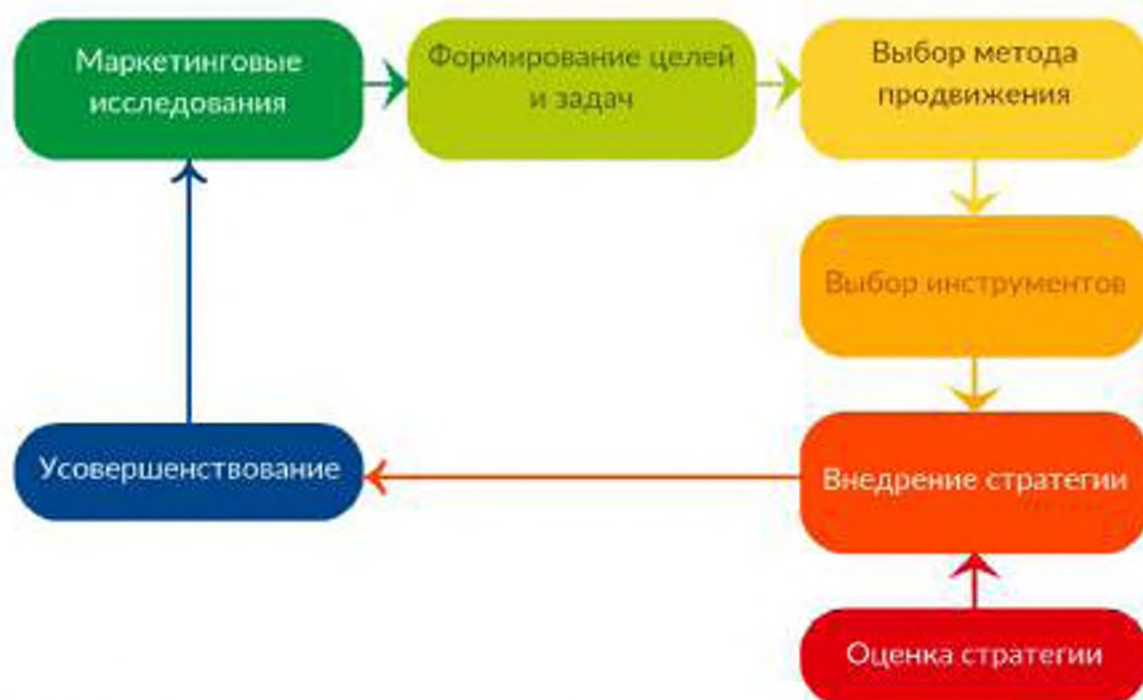 Маркетинговые
исследования
Формирование целей
и задач
Выбор метода
продвижения
Выбор инструментов
Внедрение стратегии
Усовершенствование
Оценка стратегии